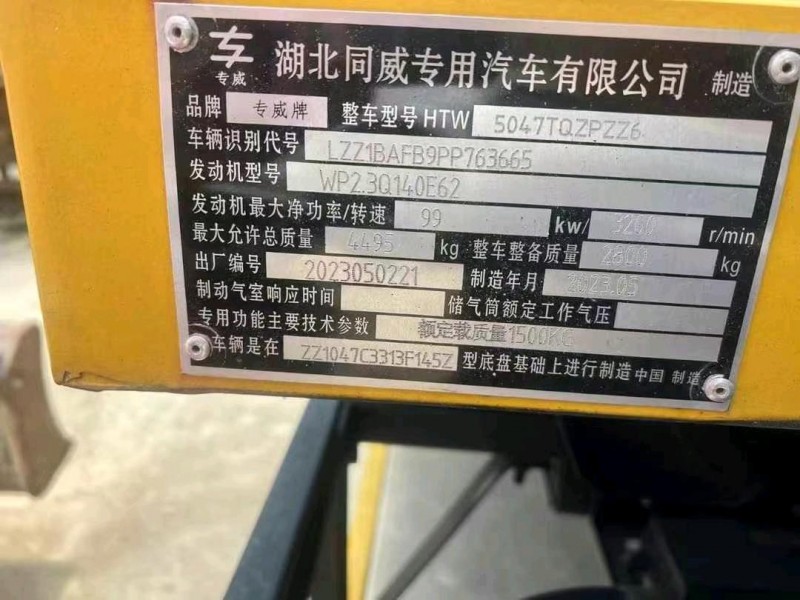 专威 湖北同威专用汽车有限公司 制造
品牌 专威牌 整车型号 HTW 5047TQZPZZ6
车辆识别代号 LZZ1BAFB9PP763665
发动机型号 WP2.3Q140E62
发动机最大净功率/转速 99 kw/ 3200 r/min
最大允许总质量 4495 kg 整车整备质量 2800 kg
出厂编号 2023050221 制造年月 2023.05
制动气室响应时间 储气筒额定工作气压
专用功能主要技术参数 额定载质量1500KG
车辆是在 ZZ1047C3313F145Z 型底盘基础上进行制造 中国 制造